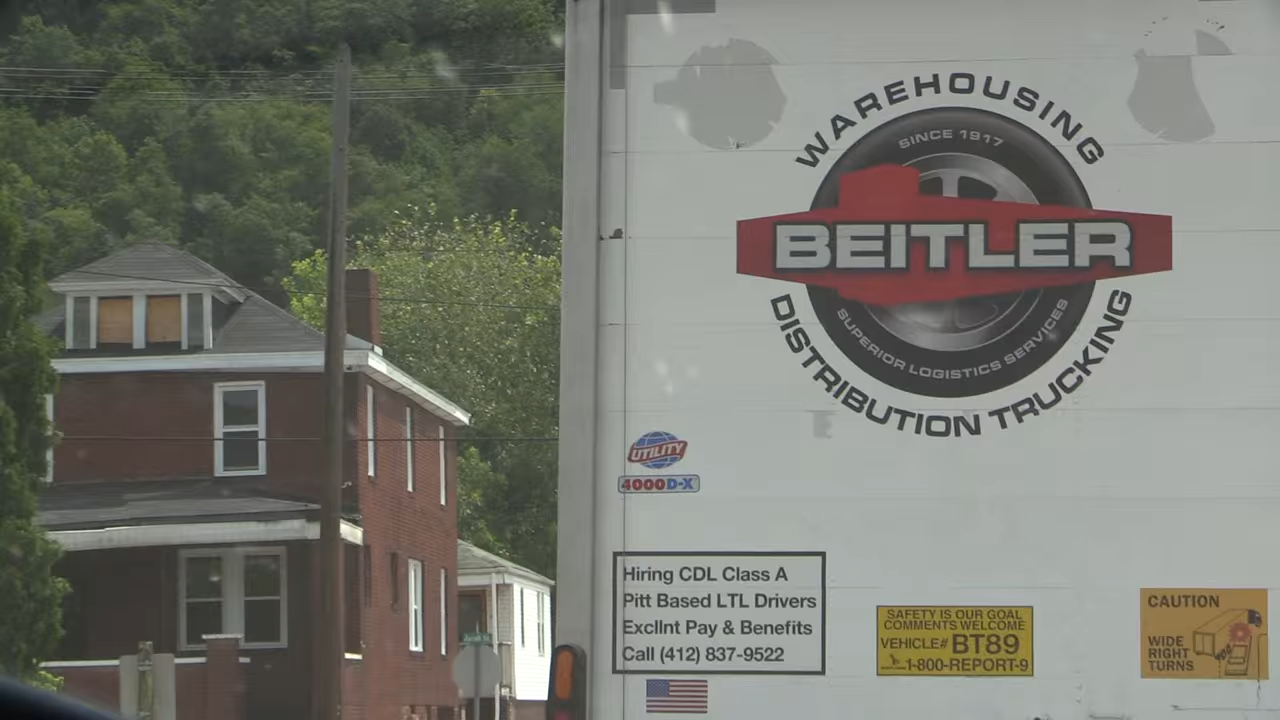 WAREHOUSING
SINCE 1917
BEITLER
SUPERIOR LOGISTICS SERVICES
DISTRIBUTION TRUCKING
UTILITY
4000D-X
Hiring CDL Class A
Pitt Based LTL Drivers
Excllnt Pay & Benefits
Call (412) 837-9522
SAFETY IS OUR GOAL
COMMENTS WELCOME
VEHICLE# BT89
1-800-REPORT-9
CAUTION
WIDE
RIGHT
TURNS